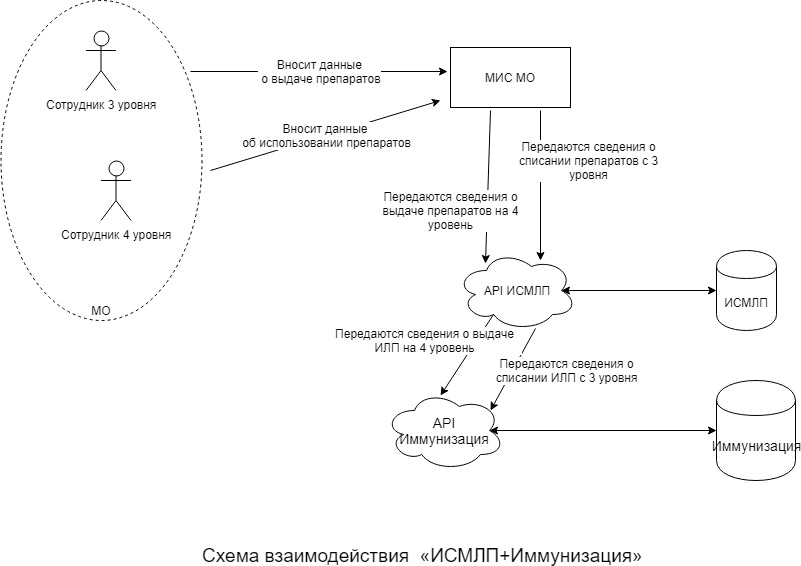 Сотрудник 3 уровня
Вносит данные
о выдаче препаратов
МИС МО
Вносит данные
об использовании препаратов
Сотрудник 4 уровня
МО
Передаются сведения о
списании препаратов с 3
уровня
Передаются сведения о
выдаче препаратов на 4
уровень
API ИСМЛП
ИСМЛП
Передаются сведения о выдаче
ИЛП на 4 уровень
Передаются сведения о
списании ИЛП с 3 уровня
API
Иммунизация
Иммунизация
Схема взаимодействия «ИСМЛП+Иммунизация»